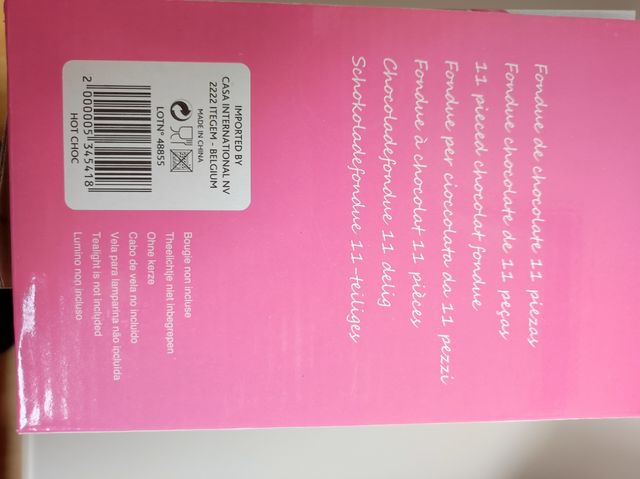 Fondue de chocolate 11 piezas
Fondue chocolate de 11 peças
11 pieced chocolat fondue
Fondue per cioccolata da 11 pezzi
Fondue à chocolat 11 pièces
Chocoladefondue 11 delig
Schokoladefondue 11-teiliges
IMPORTED BY
CASA INTERNATIONAL NV
2222 ITEGEM - BELGIUM
MADE IN CHINA
LOTN° 48855
2 000005 345418
HOT CHOC
Bougie non incluse
Theelichtje niet inbegrepen
Ohne kerze
Cabo de vela no incluido
Vela para lamparina não incluída
Tealight is not included
Lumino non incluso